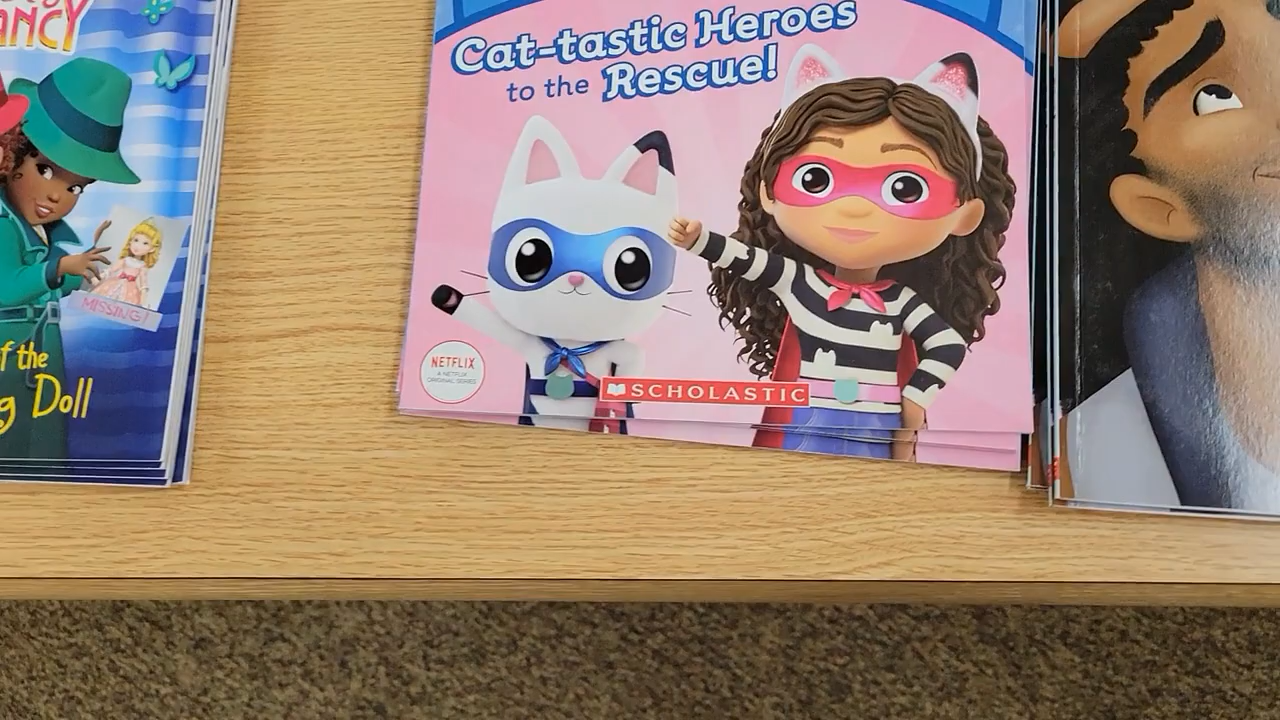 ANCY
MISSING!
of the
g Doll
Cat-tastic Heroes
to the Rescue!
NETFLIX
A NETFLIX
ORIGINAL SERIES
SCHOLASTIC